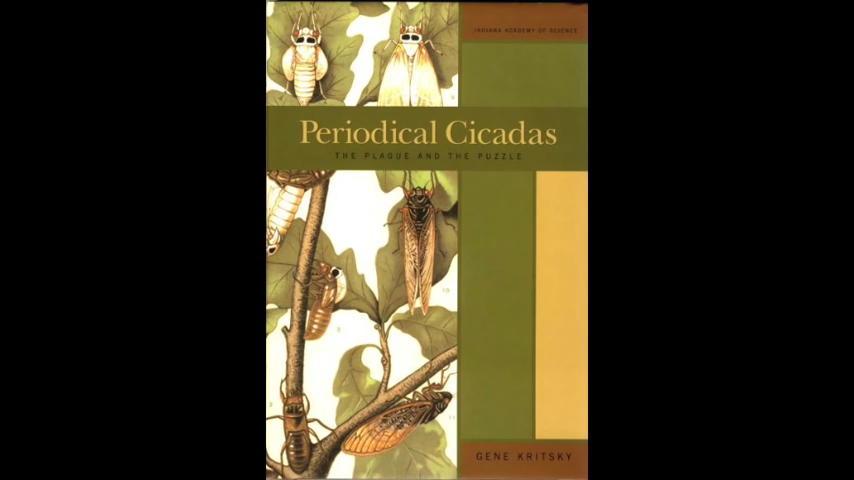 INDIANA ACADEMY OF SCIENCE
Periodical Cicadas
THE PLAGUE AND THE PUZZLE
GENE KRITSKY